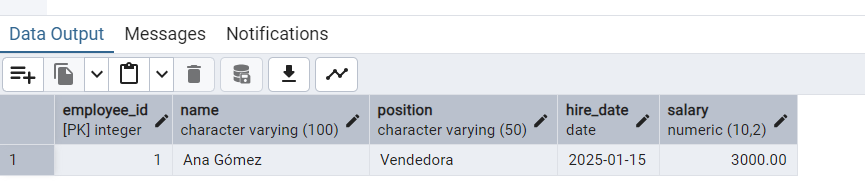 Data Output Messages Notifications
employee_id name position hire_date salary
[PK] integer character varying (100) character varying (50) date numeric (10,2)
1 1 Ana Gómez Vendedora 2025-01-15 3000.00